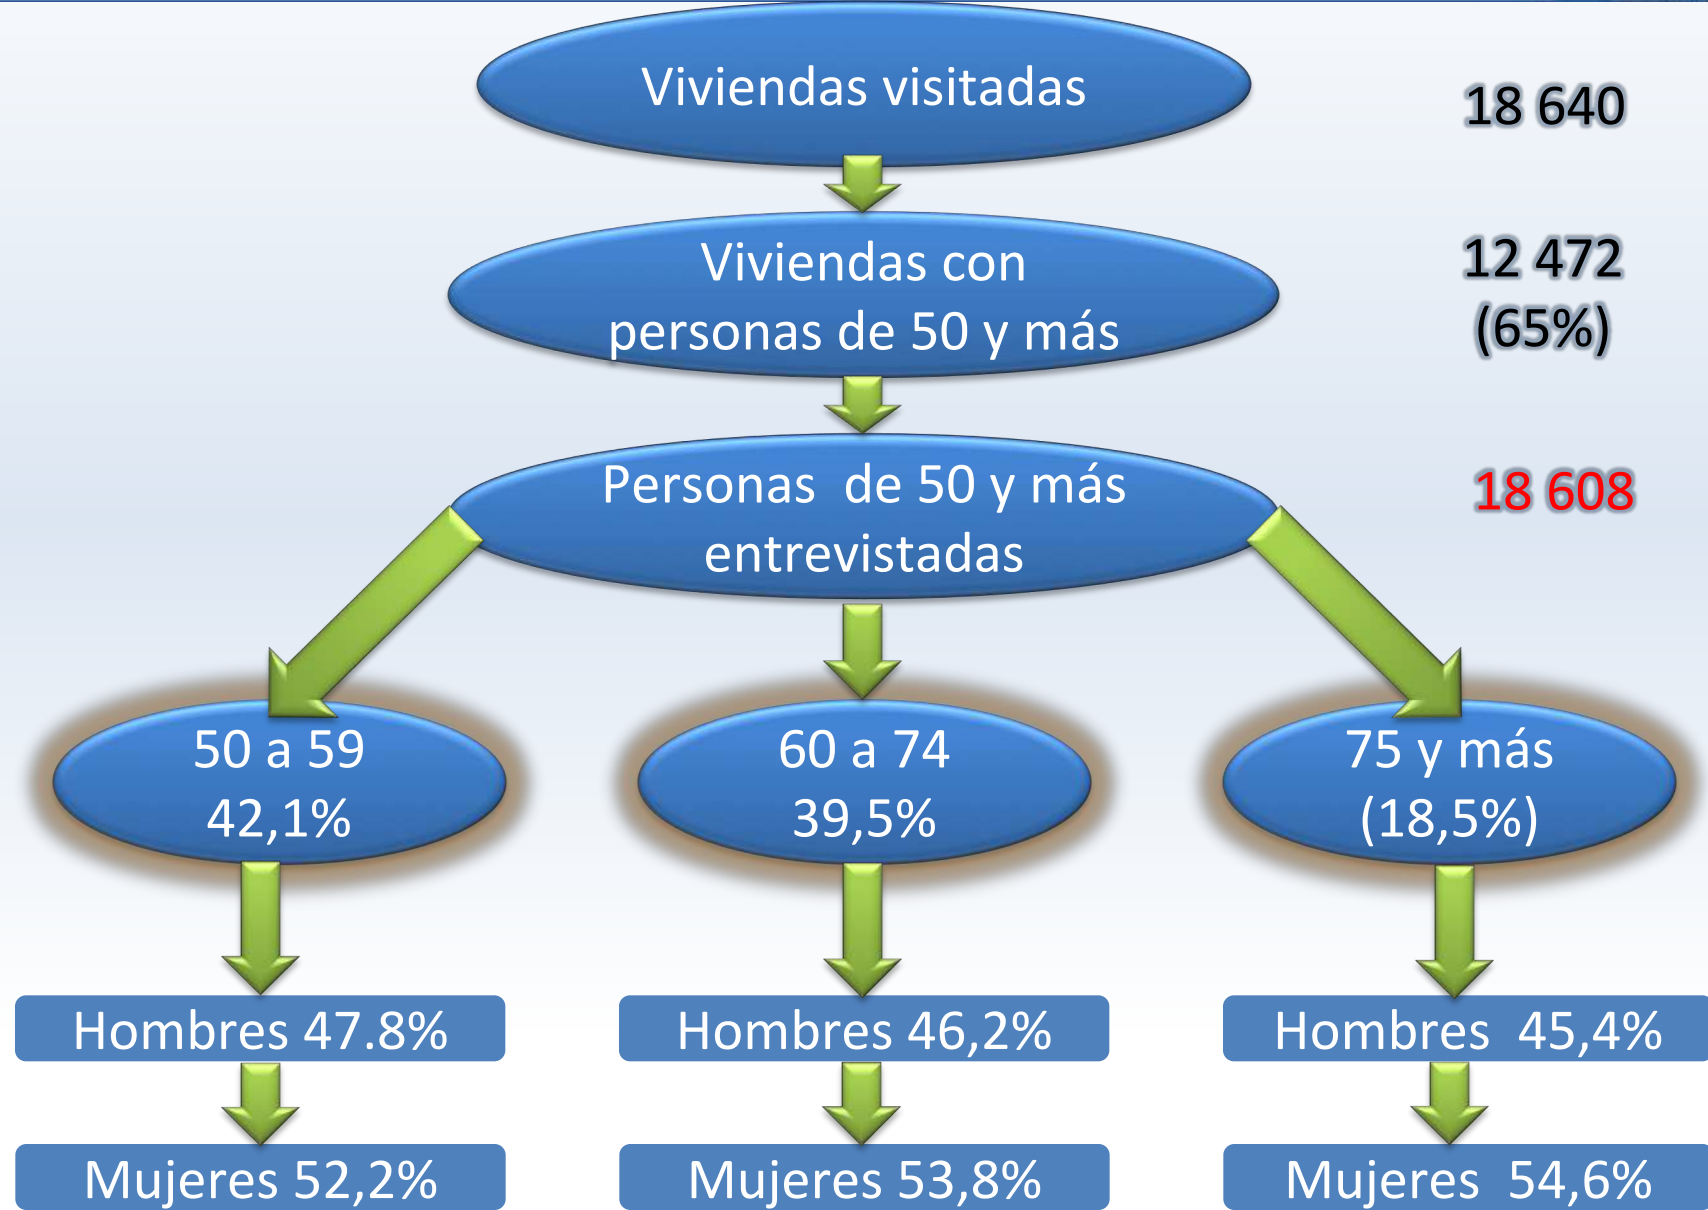 Viviendas visitadas
18 640
Viviendas con
personas de 50 y más
12 472
(65%)
Personas de 50 y más
entrevistadas
18 608
50 a 59
42,1%
60 a 74
39,5%
75 y más
(18,5%)
Hombres 47.8%
Hombres 46,2%
Hombres 45,4%
Mujeres 52,2%
Mujeres 53,8%
Mujeres 54,6%